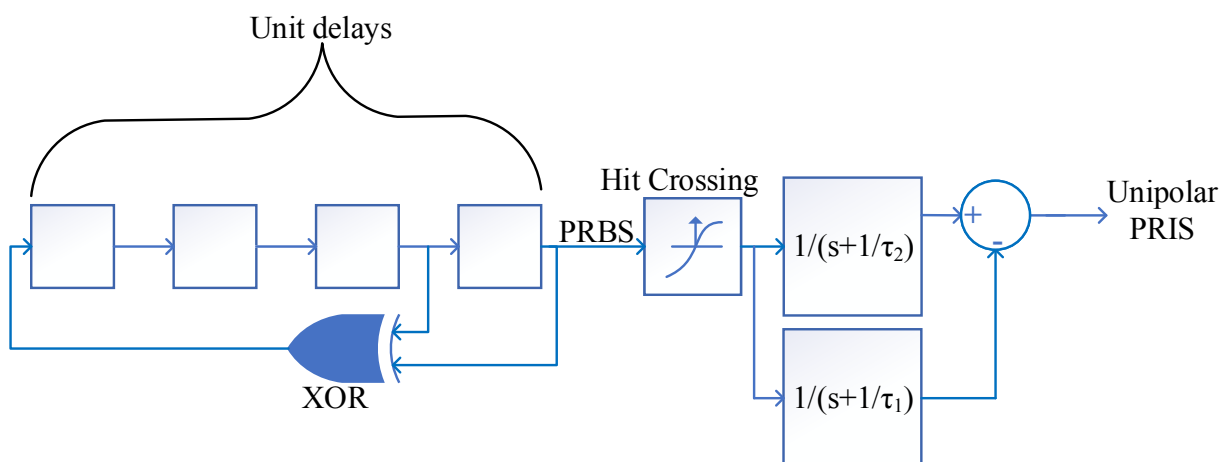 Unit delays
Hit Crossing
PRBS
XOR
1/(s+1/τ₂)
1/(s+1/τ₁)
+
-
Unipolar
PRIS